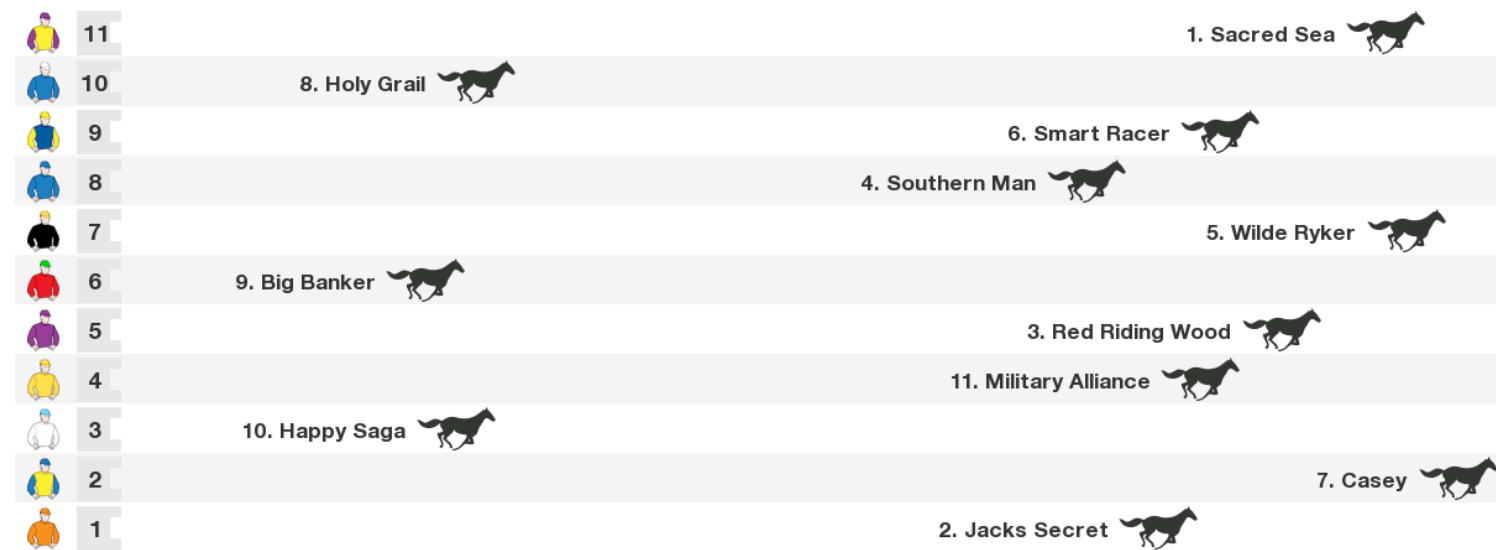 11 1. Sacred Sea
10 8. Holy Grail
9 6. Smart Racer
8 4. Southern Man
7 5. Wilde Ryker
6 9. Big Banker
5 3. Red Riding Wood
4 11. Military Alliance
3 10. Happy Saga
2 7. Casey
1 2. Jacks Secret